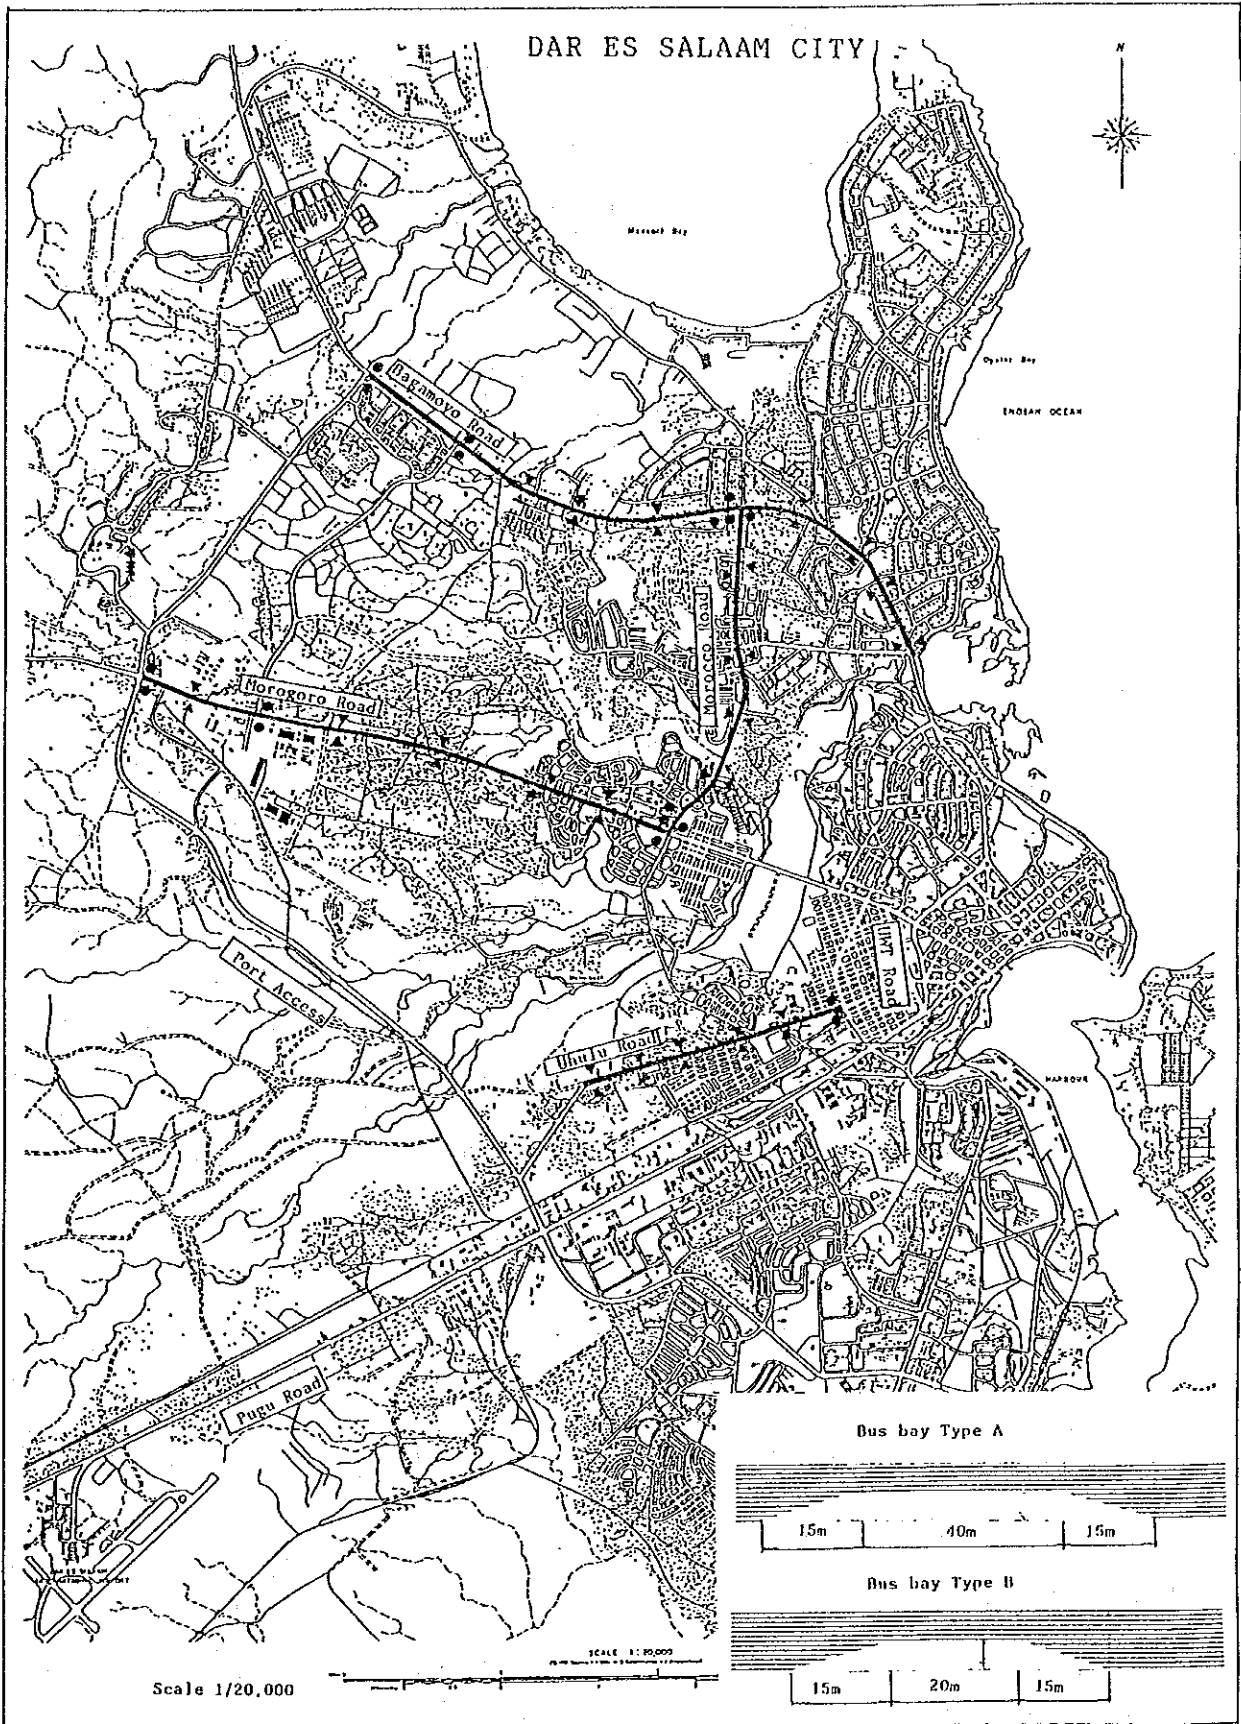 DAR ES SALAAM CITY
N
Msasani Bay
Oyster Bay
INDIAN OCEAN
Bagamoyo Road
Morocco Road
Morogoro Road
UMT Road
Port Access
Uhulu Road
HARBOUR
Pugu Road
Bus bay Type A
15m 40m 15m
Bus bay Type B
15m 20m 15m
SCALE 1:20,000
Scale 1/20,000